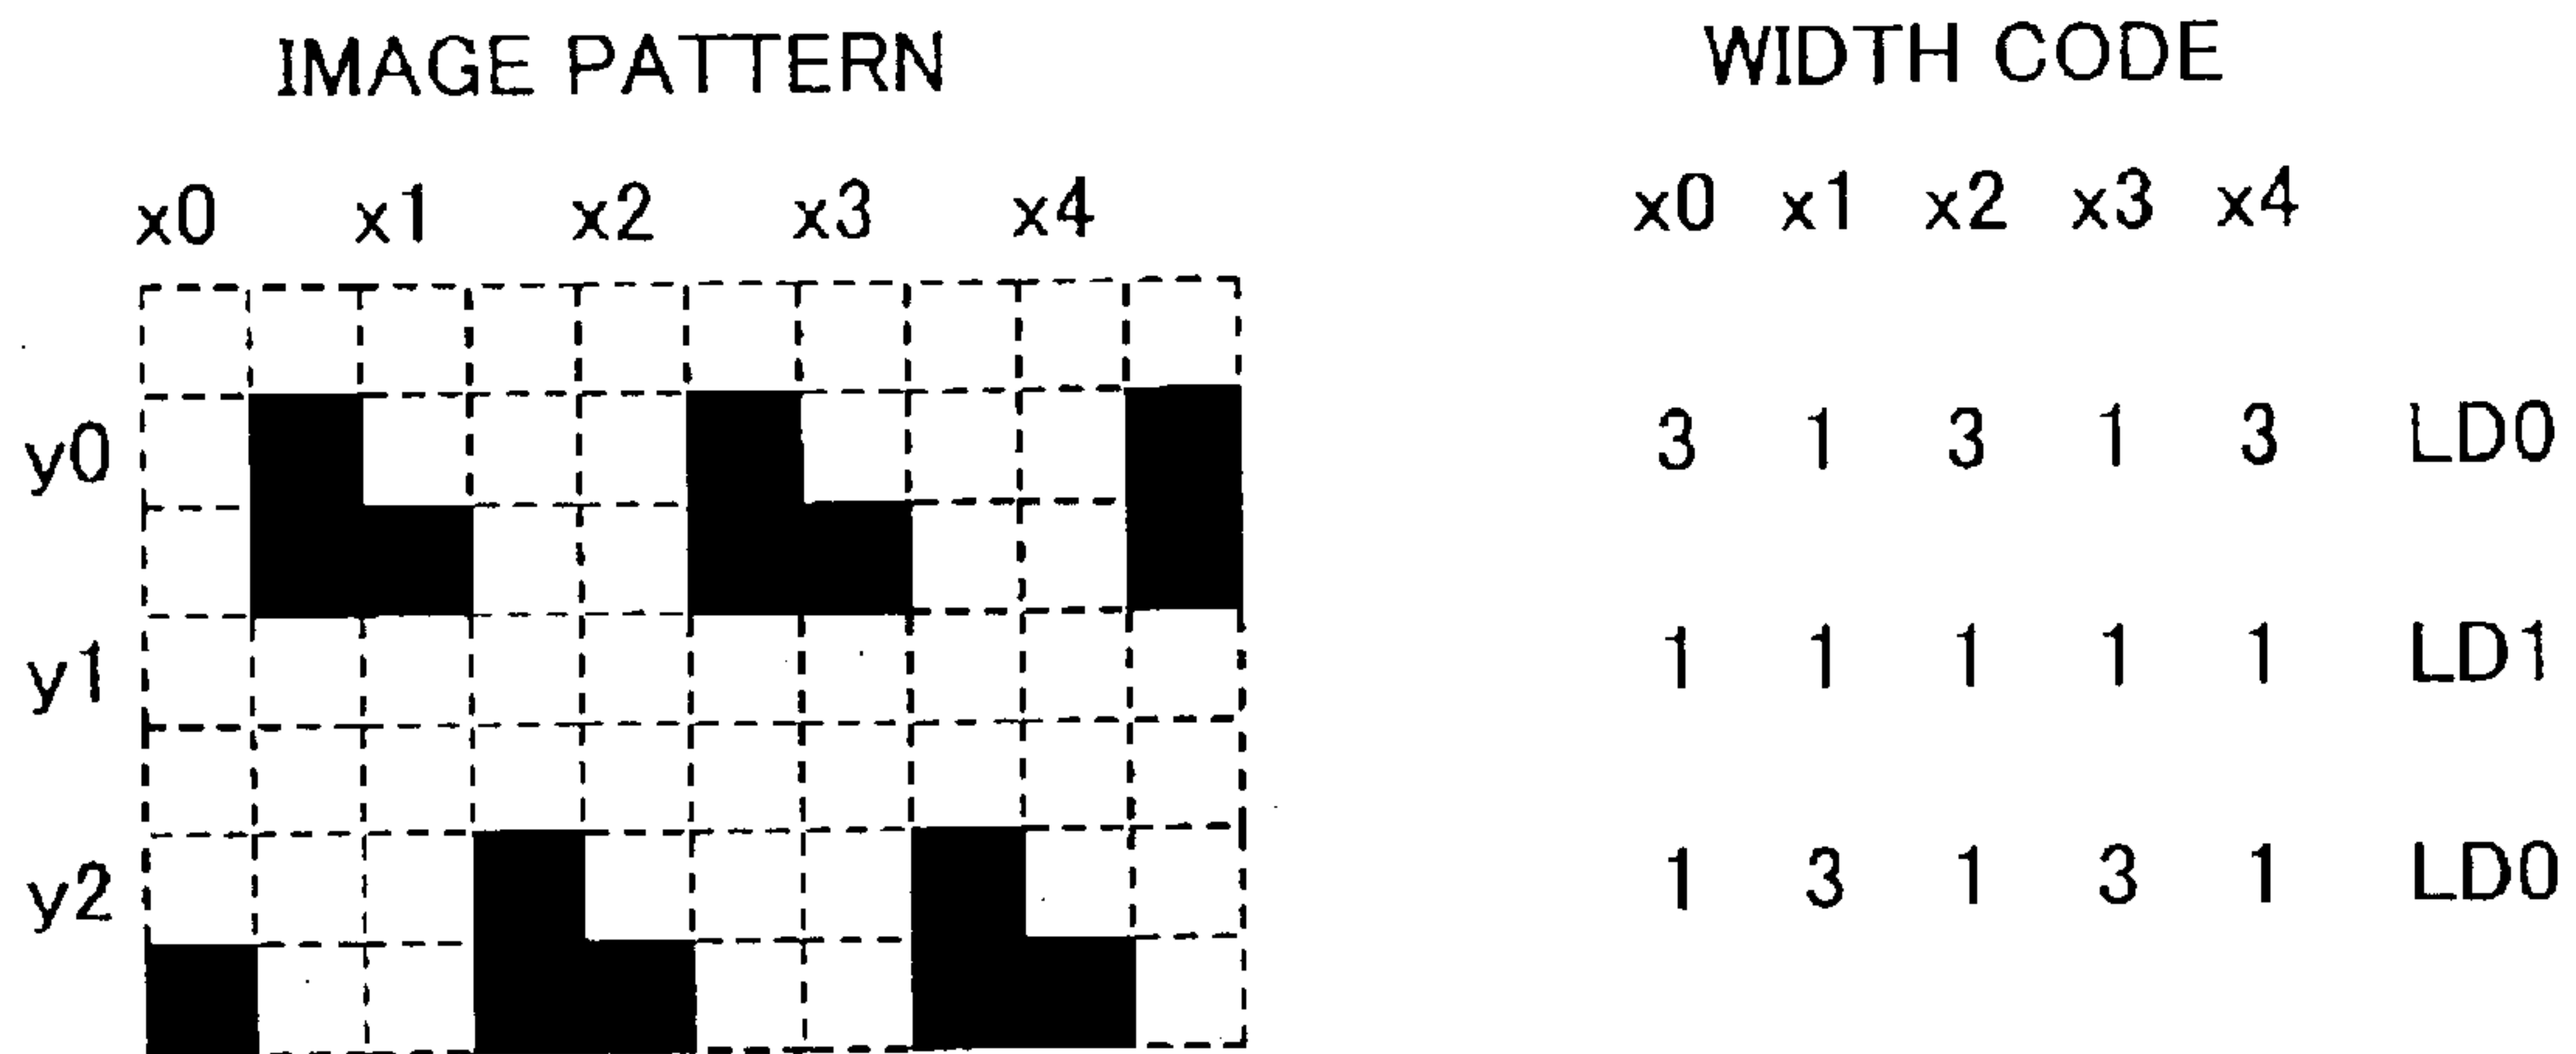 IMAGE PATTERN WIDTH CODE
x0 x1 x2 x3 x4 x0 x1 x2 x3 x4
y0 3 1 3 1 3 LD0
y1 1 1 1 1 1 LD1
y2 1 3 1 3 1 LD0